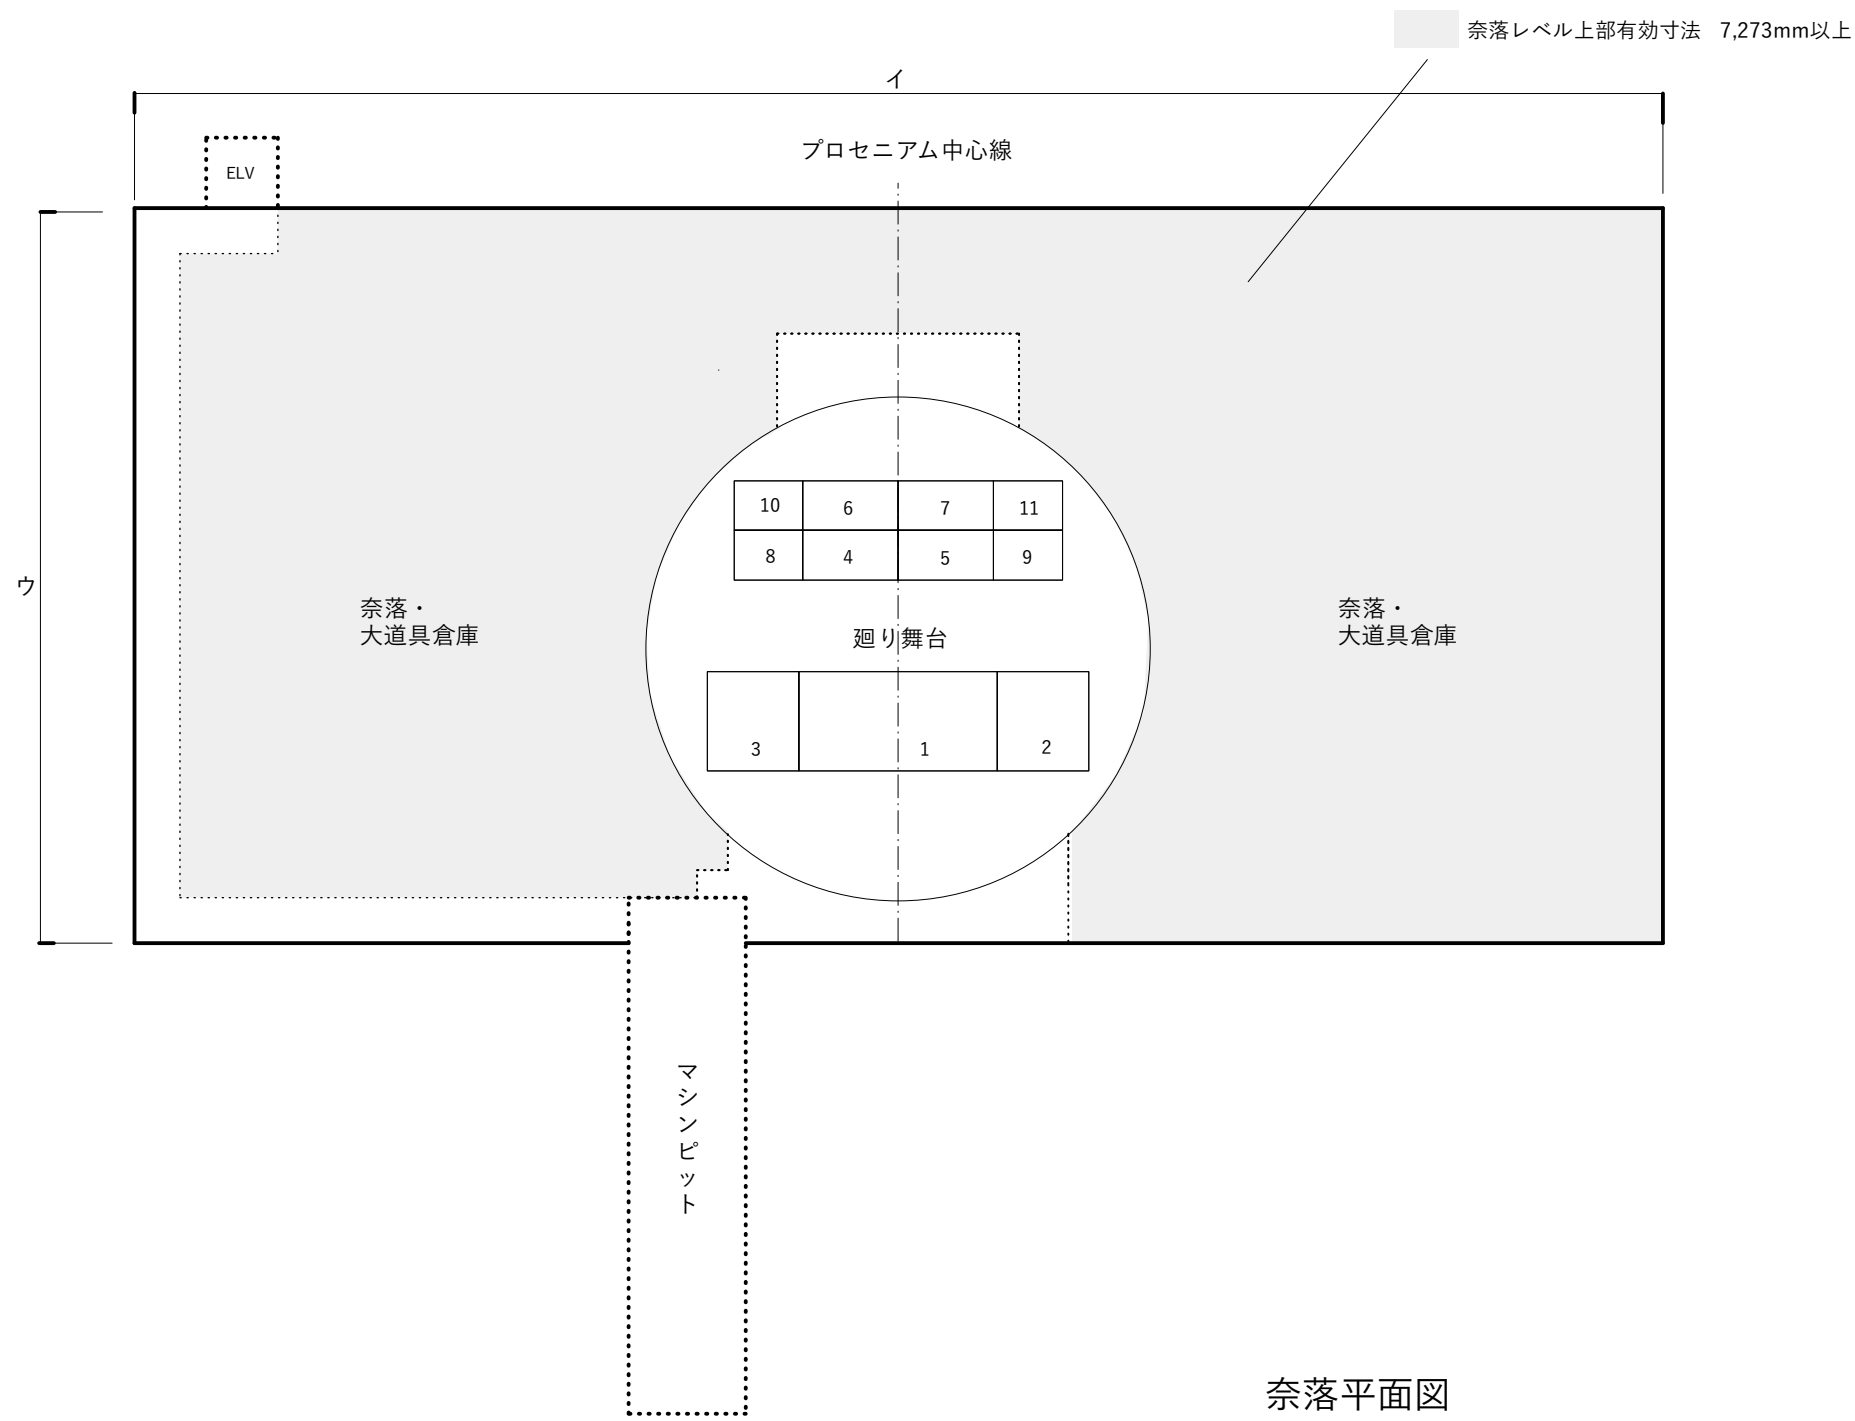 奈落レベル上部有効寸法 7,273mm以上
イ
プロセニアム中心線
ELV
10 6 7 11
8 4 5 9
ウ
奈落・
大道具倉庫
廻り舞台
奈落・
大道具倉庫
3 1 2
マシンピット
奈落平面図